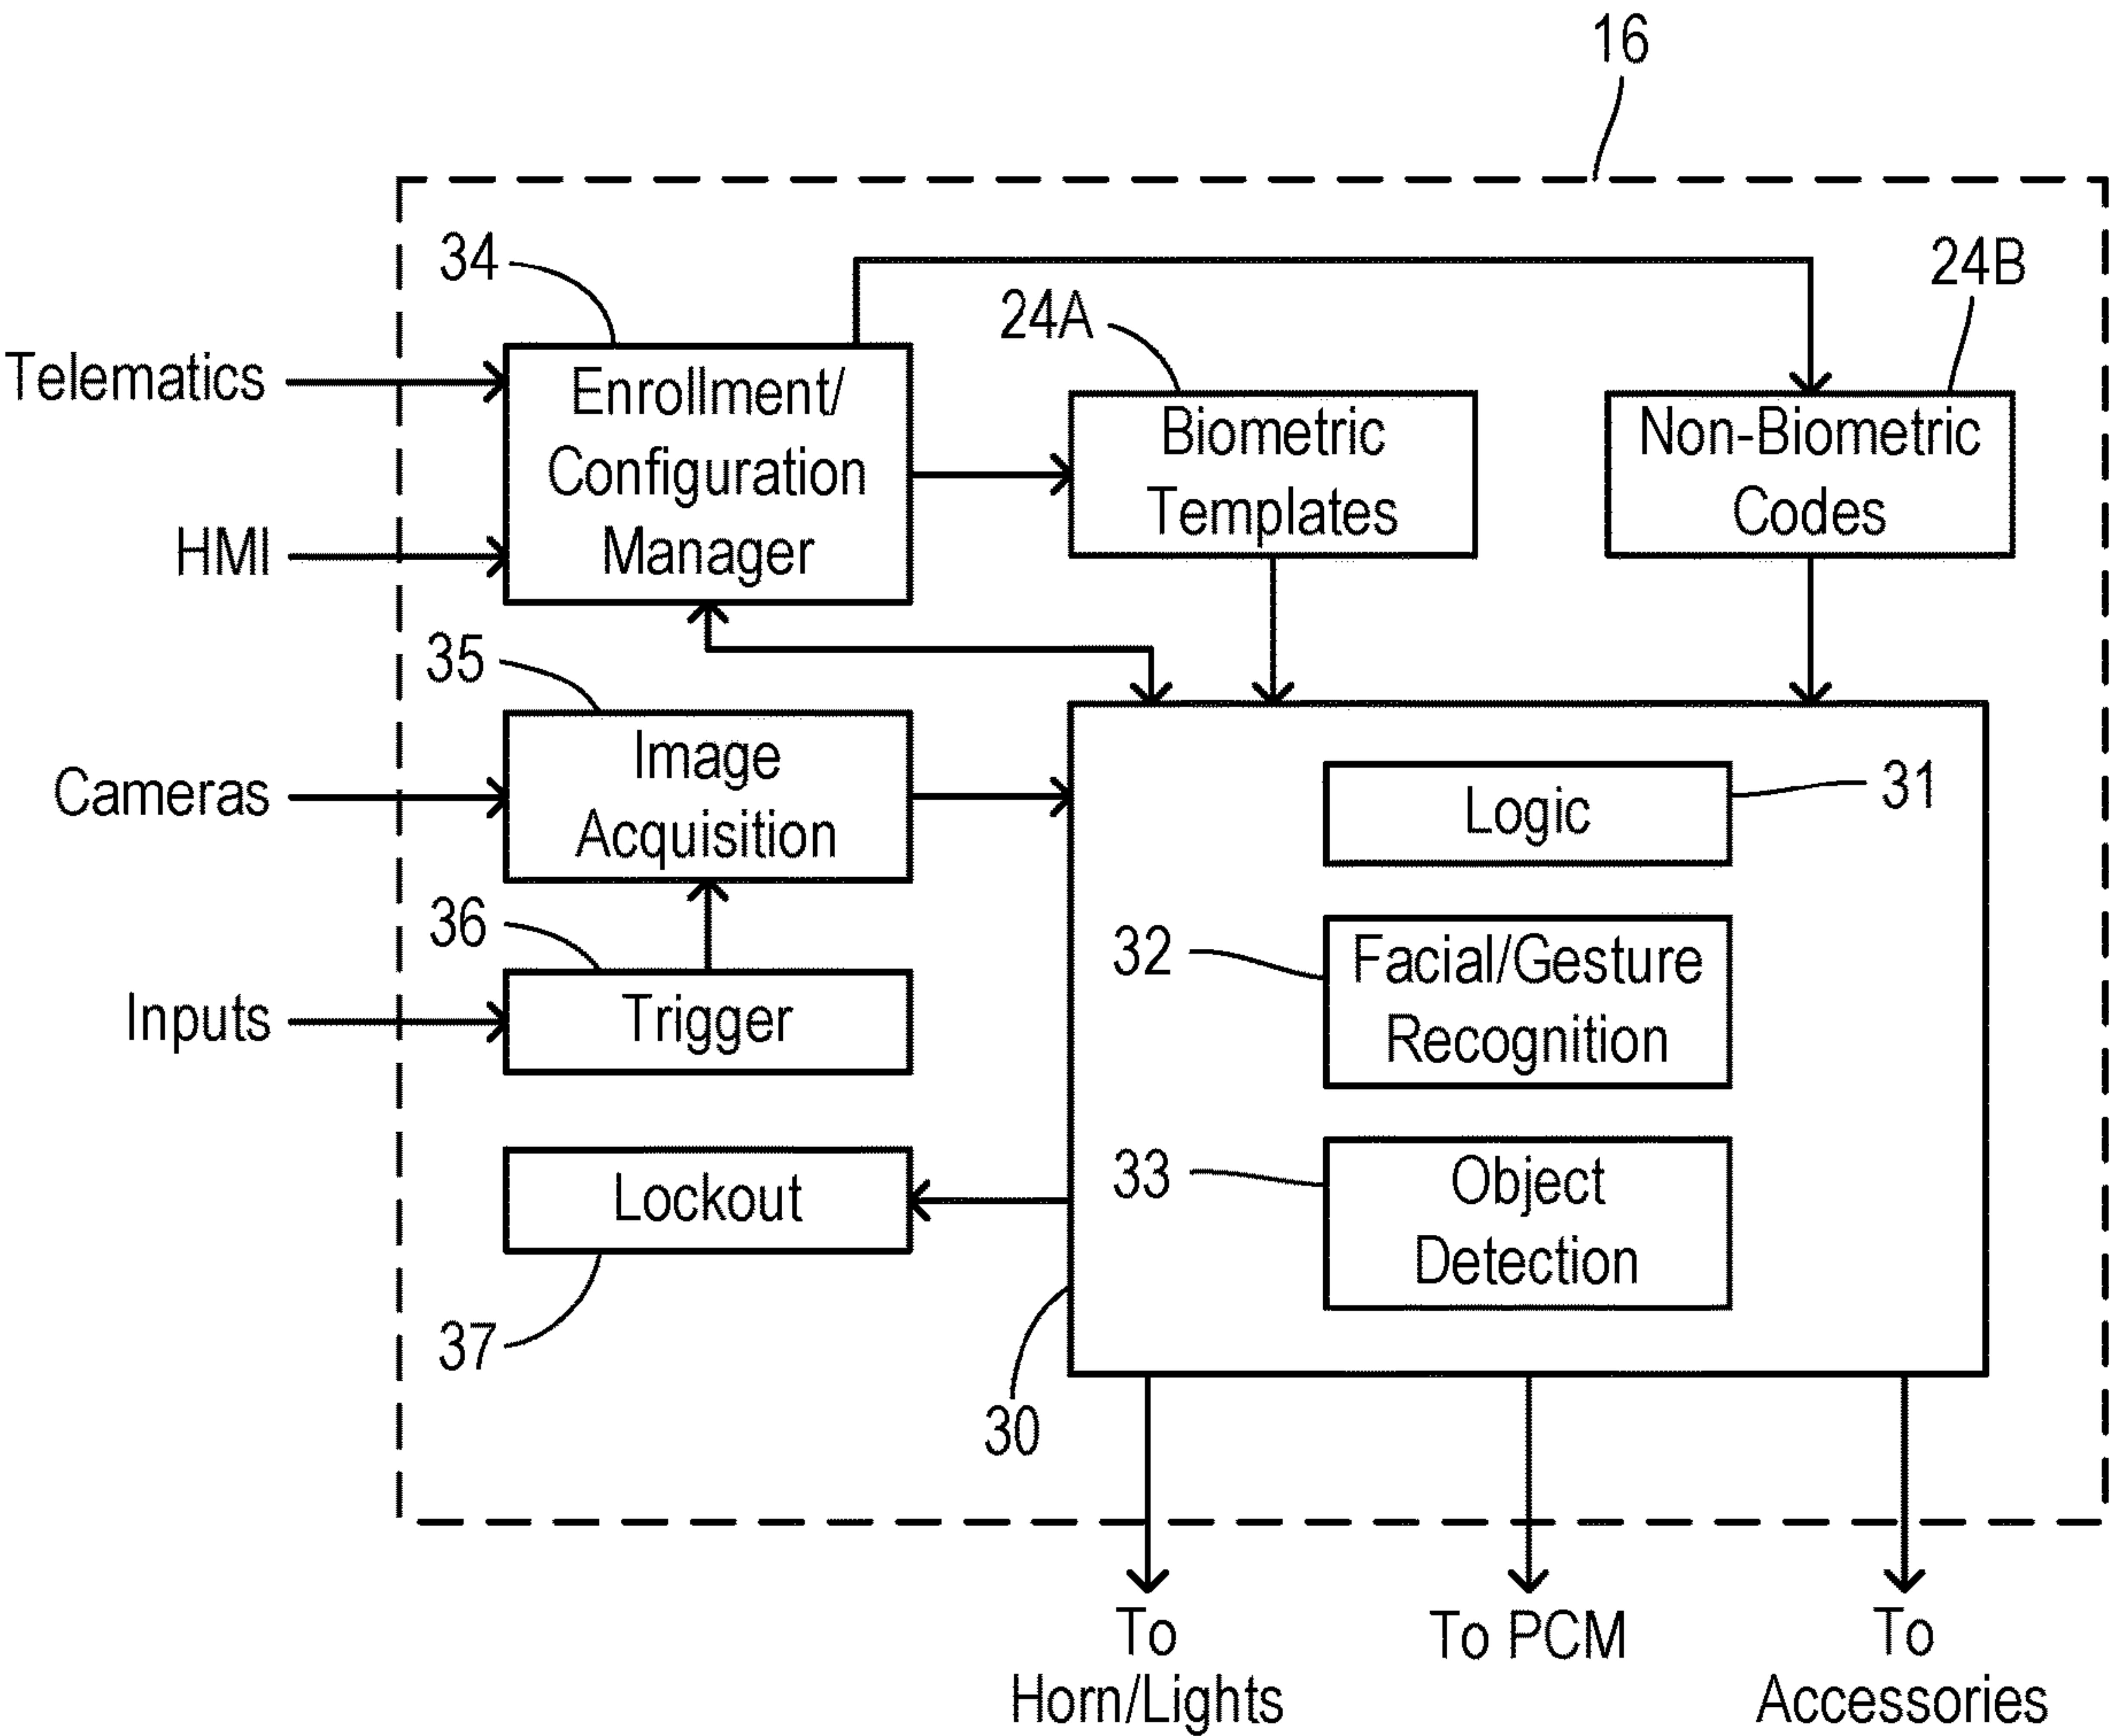 16
34
24A
24B
Telematics
HMI
Enrollment/
Configuration
Manager
Biometric
Templates
Non-Biometric
Codes
35
Cameras
Image
Acquisition
Logic
31
36
Inputs
Trigger
32
Facial/Gesture
Recognition
Lockout
37
33
Object
Detection
30
To
Horn/Lights
To PCM
To
Accessories